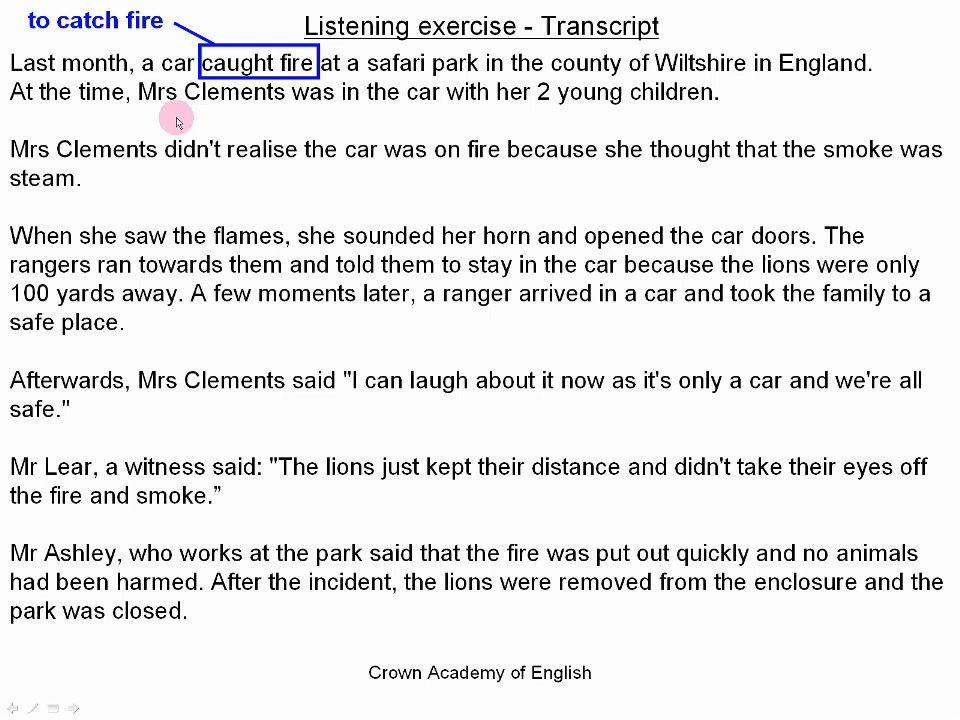 to catch fire
Listening exercise - Transcript
Last month, a car caught fire at a safari park in the county of Wiltshire in England.
At the time, Mrs Clements was in the car with her 2 young children.
Mrs Clements didn't realise the car was on fire because she thought that the smoke was
steam.
When she saw the flames, she sounded her horn and opened the car doors. The
rangers ran towards them and told them to stay in the car because the lions were only
100 yards away. A few moments later, a ranger arrived in a car and took the family to a
safe place.
Afterwards, Mrs Clements said "I can laugh about it now as it's only a car and we're all
safe."
Mr Lear, a witness said: "The lions just kept their distance and didn't take their eyes off
the fire and smoke.”
Mr Ashley, who works at the park said that the fire was put out quickly and no animals
had been harmed. After the incident, the lions were removed from the enclosure and the
park was closed.
Crown Academy of English